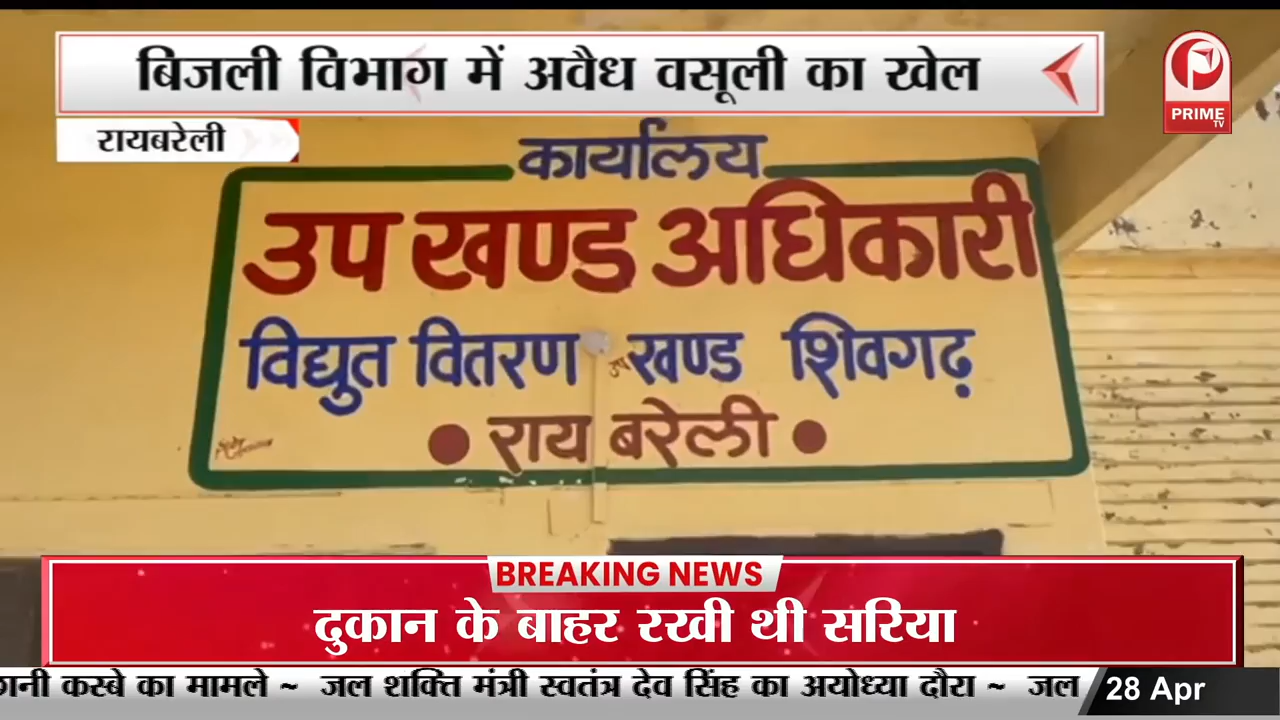 बिजली विभाग में अवैध वसूली का खेल
PRIME
TV
रायबरेली
कार्यालय
उप खण्ड अधिकारी
विद्युत वितरण उप खण्ड शिवगढ़
राय बरेली
BREAKING NEWS
दुकान के बाहर रखी थी सरिया
कस्बे का मामले ~ जल शक्ति मंत्री स्वतंत्र देव सिंह का अयोध्या दौरा ~ जल
28 Apr